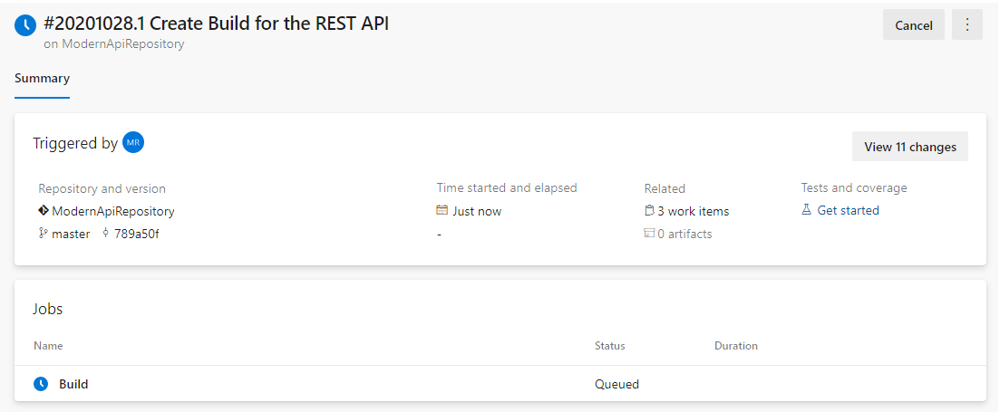 #20201028.1 Create Build for the REST API
on ModernApiRepository
Cancel
Summary
Triggered by MR
View 11 changes
Repository and version
Time started and elapsed
Related
Tests and coverage
ModernApiRepository
Just now
3 work items
Get started
master 789a50f
-
0 artifacts
Jobs
Name Status Duration
Build Queued